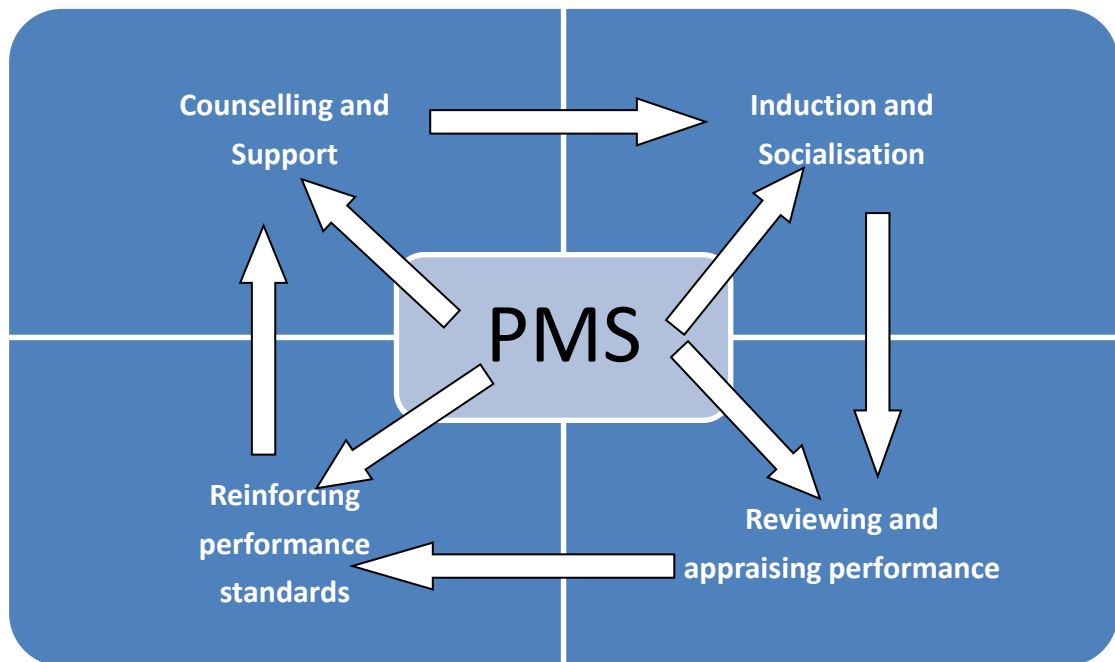 Counselling and
Support
Induction and
Socialisation
PMS
Reinforcing
performance
standards
Reviewing and
appraising performance